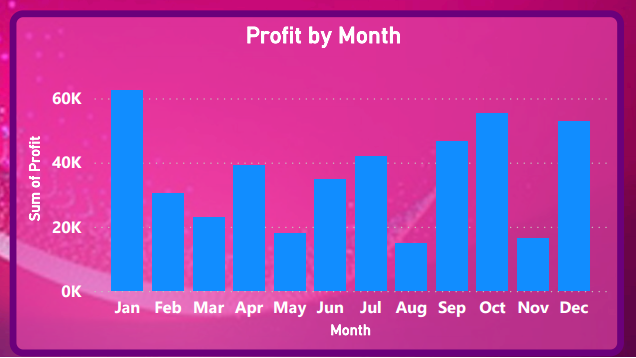 Profit by Month
60K
40K
20K
0K
Sum of Profit
Jan Feb Mar Apr May Jun Jul Aug Sep Oct Nov Dec
Month